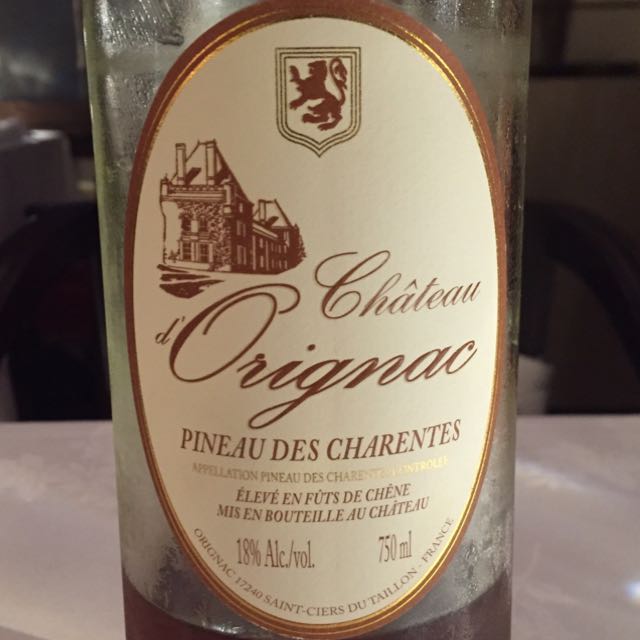 Château
d'Orignac
PINEAU DES CHARENTES
APPELLATION PINEAU DES CHARENTES CONTRÔLÉE
ÉLEVÉ EN FÛTS DE CHÊNE
MIS EN BOUTEILLE AU CHÂTEAU
18% Alc./vol. 750 ml
ORIGNAC 17240 SAINT-CIERS DU TAILLON - FRANCE